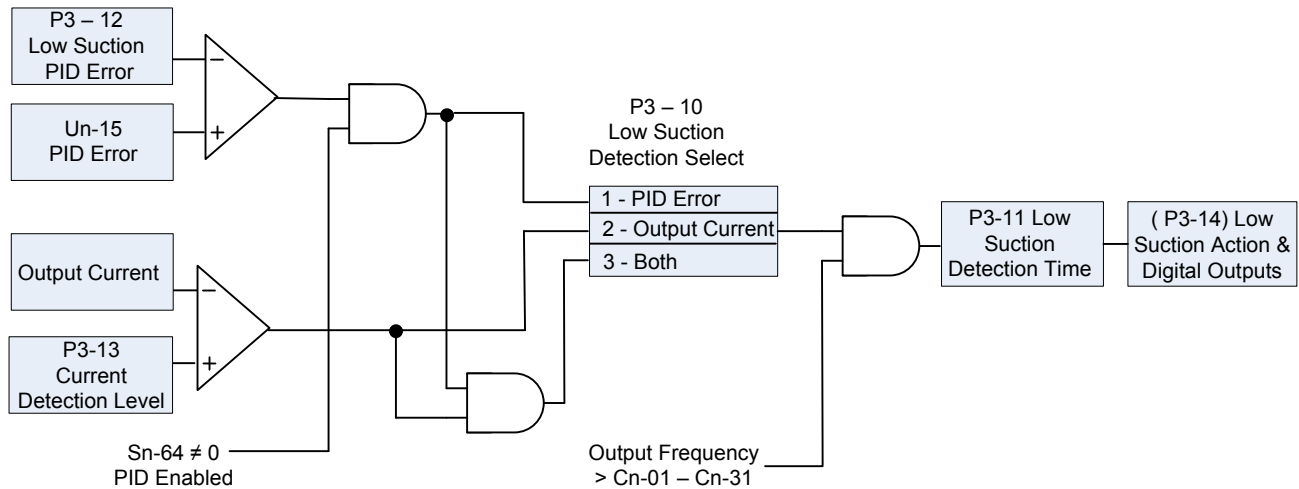 P3 – 12
Low Suction
PID Error
Un-15
PID Error
Output Current
P3-13
Current
Detection Level
Sn-64 ≠ 0
PID Enabled
–
+
–
+
P3 – 10
Low Suction
Detection Select
1 - PID Error
2 - Output Current
3 - Both
Output Frequency
> Cn-01 – Cn-31
P3-11 Low
Suction
Detection Time
( P3-14) Low
Suction Action &
Digital Outputs